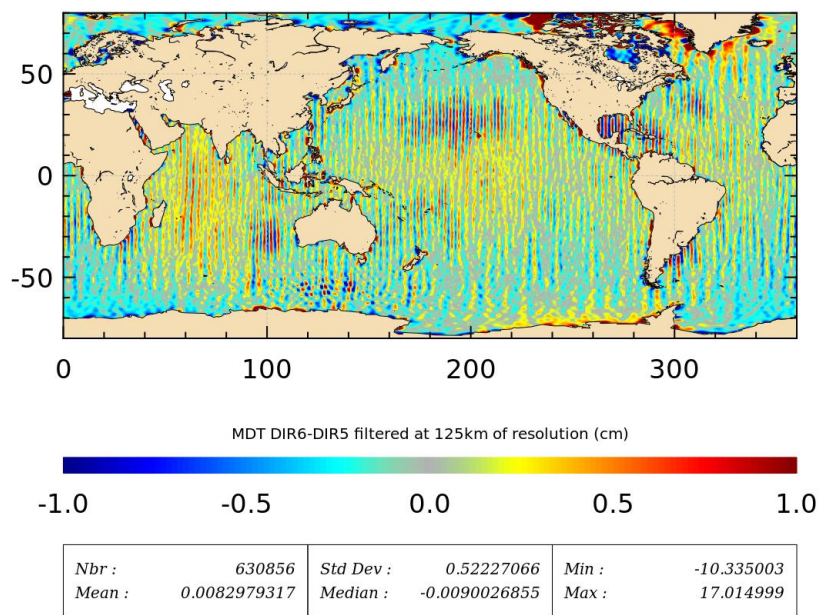 50
0
-50
0 100 200 300
MDT DIR6-DIR5 filtered at 125km of resolution (cm)
-1.0 -0.5 0.0 0.5 1.0
Nbr : 630856 Std Dev : 0.52227066 Min : -10.335003
Mean : 0.0082979317 Median : -0.0090026855 Max : 17.014999